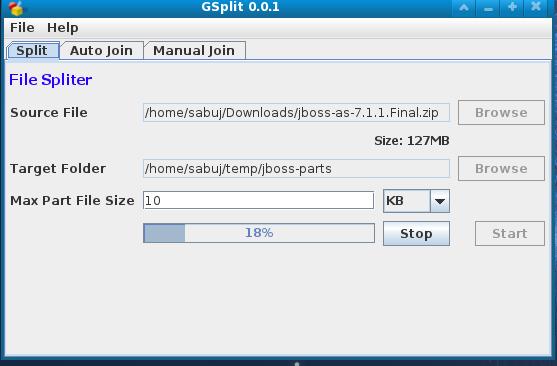 GSplit 0.0.1
File Help
Split Auto Join Manual Join
File Spliter
Source File /home/sabuj/Downloads/jboss-as-7.1.1.Final.zip Browse
Size: 127MB
Target Folder /home/sabuj/temp/jboss-parts Browse
Max Part File Size 10 KB
18% Stop Start